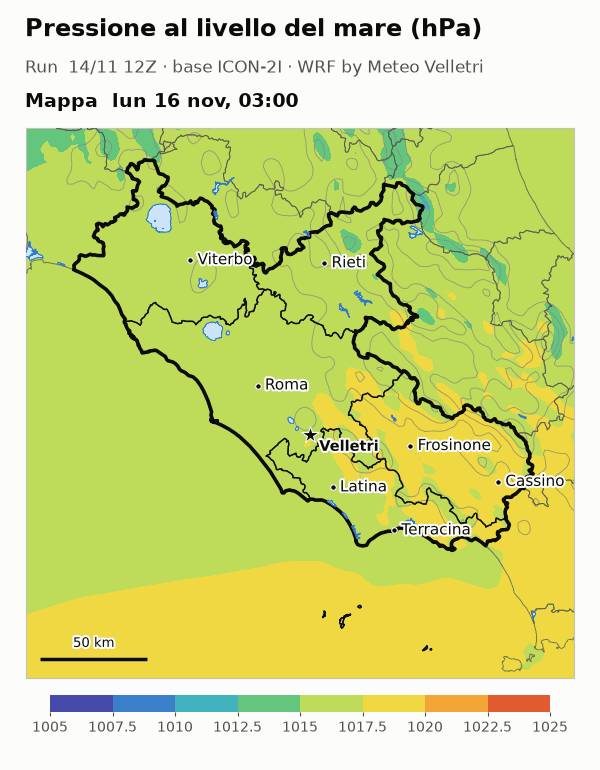 Pressione al livello del mare (hPa)
Run  14/11 12Z · base ICON-2I · WRF by Meteo Velletri
Mappa  lun 16 nov, 03:00
Viterbo
Rieti
Roma
Velletri
Frosinone
Latina
Cassino
Terracina
50 km
1005 1007.5 1010 1012.5 1015 1017.5 1020 1022.5 1025